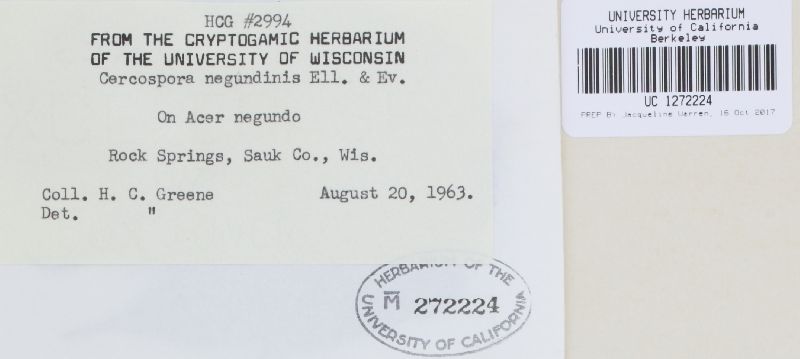 HCG #2994
FROM THE CRYPTOGAMIC HERBARIUM
OF THE UNIVERSITY OF WISCONSIN
Cercospora negundinis Ell. & Ev.
On Acer negundo
Rock Springs, Sauk Co., Wis.
Coll. H. C. Greene August 20, 1963.
Det. "
UNIVERSITY HERBARIUM
University of California
Berkeley
UC 1272224
PREP By Jacqueline Warren, 16 Oct 2017
HERBARIUM OF THE
M 272224
UNIVERSITY OF CALIFORNIA